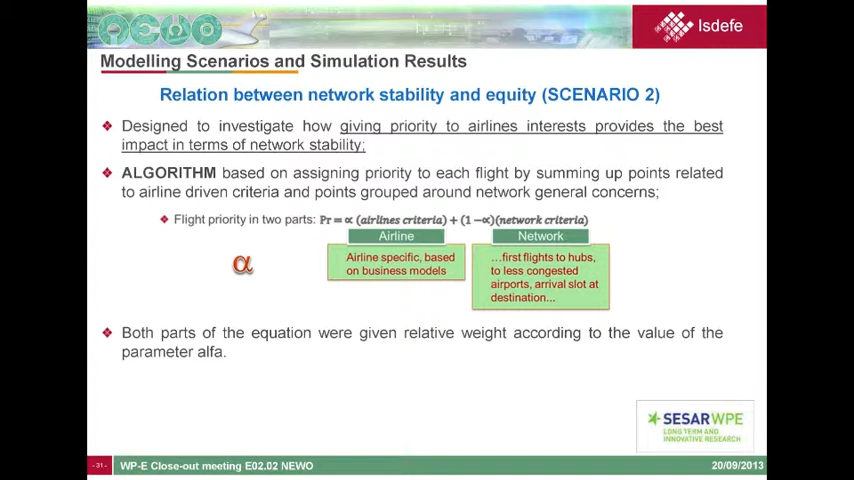 NEWO
Isdefe
Modelling Scenarios and Simulation Results
Relation between network stability and equity (SCENARIO 2)
❖ Designed to investigate how giving priority to airlines interests provides the best
impact in terms of network stability;
❖ ALGORITHM based on assigning priority to each flight by summing up points related
to airline driven criteria and points grouped around network general concerns;
❖ Flight priority in two parts: Pr = ∝ (airlines criteria) + (1 −∝)(network criteria)
Airline
Network
Airline specific, based
on business models
…first flights to hubs,
to less congested
airports, arrival slot at
destination...
α
❖ Both parts of the equation were given relative weight according to the value of the
parameter alfa.
SESARWPE
LONG TERM AND
INNOVATIVE RESEARCH
- 31 -
WP-E Close-out meeting E02.02 NEWO
20/09/2013